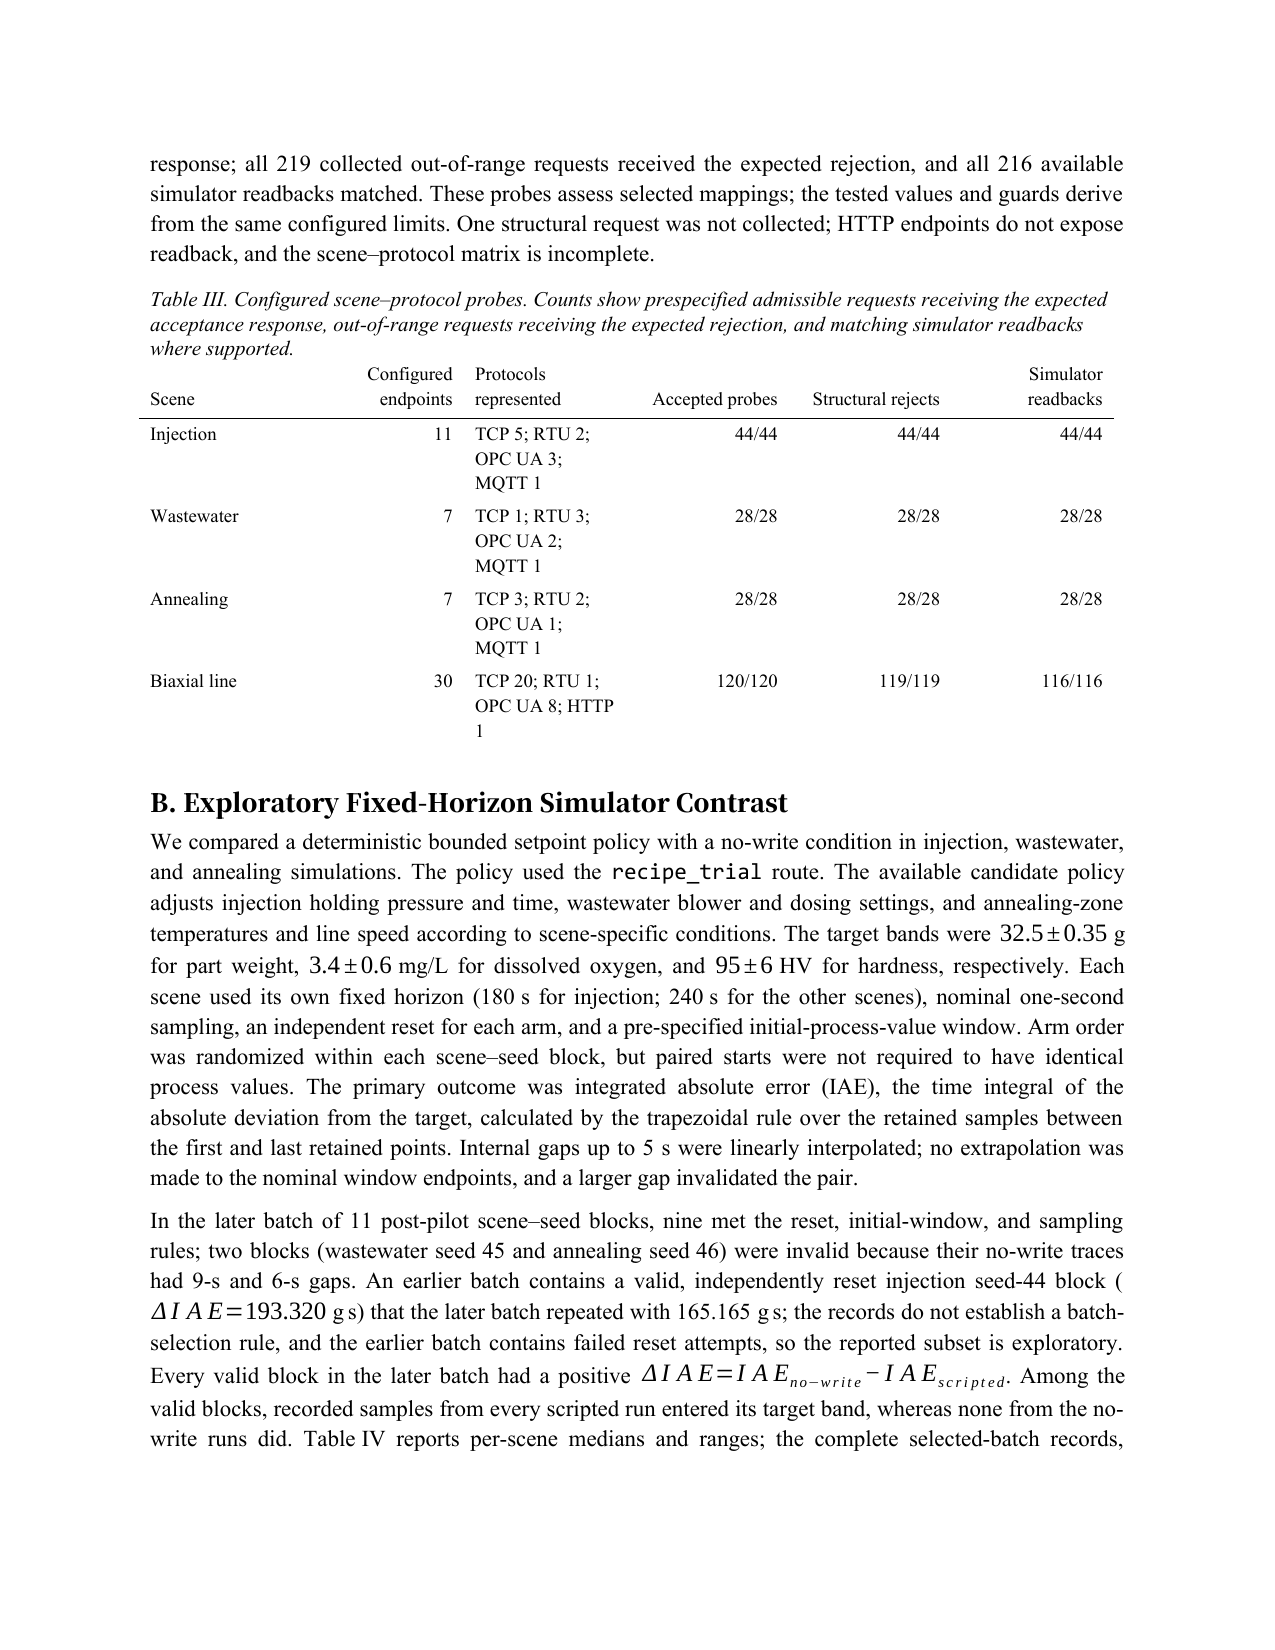 response; all 219 collected out-of-range requests received the expected rejection, and all 216 available
simulator readbacks matched. These probes assess selected mappings; the tested values and guards derive
from the same configured limits. One structural request was not collected; HTTP endpoints do not expose
readback, and the scene–protocol matrix is incomplete.
Table III. Configured scene–protocol probes. Counts show prespecified admissible requests receiving the expected
acceptance response, out-of-range requests receiving the expected rejection, and matching simulator readbacks
where supported.
Scene Configured endpoints Protocols represented Accepted probes Structural rejects Simulator readbacks
Injection 11 TCP 5; RTU 2; OPC UA 3; MQTT 1 44/44 44/44 44/44
Wastewater 7 TCP 1; RTU 3; OPC UA 2; MQTT 1 28/28 28/28 28/28
Annealing 7 TCP 3; RTU 2; OPC UA 1; MQTT 1 28/28 28/28 28/28
Biaxial line 30 TCP 20; RTU 1; OPC UA 8; HTTP 1 120/120 119/119 116/116
B. Exploratory Fixed-Horizon Simulator Contrast
We compared a deterministic bounded setpoint policy with a no-write condition in injection, wastewater,
and annealing simulations. The policy used the recipe_trial route. The available candidate policy
adjusts injection holding pressure and time, wastewater blower and dosing settings, and annealing-zone
temperatures and line speed according to scene-specific conditions. The target bands were 32.5±0.35 g
for part weight, 3.4±0.6 mg/L for dissolved oxygen, and 95±6 HV for hardness, respectively. Each
scene used its own fixed horizon (180 s for injection; 240 s for the other scenes), nominal one-second
sampling, an independent reset for each arm, and a pre-specified initial-process-value window. Arm order
was randomized within each scene–seed block, but paired starts were not required to have identical
process values. The primary outcome was integrated absolute error (IAE), the time integral of the
absolute deviation from the target, calculated by the trapezoidal rule over the retained samples between
the first and last retained points. Internal gaps up to 5 s were linearly interpolated; no extrapolation was
made to the nominal window endpoints, and a larger gap invalidated the pair.
In the later batch of 11 post-pilot scene–seed blocks, nine met the reset, initial-window, and sampling
rules; two blocks (wastewater seed 45 and annealing seed 46) were invalid because their no-write traces
had 9-s and 6-s gaps. An earlier batch contains a valid, independently reset injection seed-44 block (
Δ I A E=193.320 g s) that the later batch repeated with 165.165 g s; the records do not establish a batch-
selection rule, and the earlier batch contains failed reset attempts, so the reported subset is exploratory.
Every valid block in the later batch had a positive Δ I A E=I A E_no−write − I A E_scripted. Among the
valid blocks, recorded samples from every scripted run entered its target band, whereas none from the no-
write runs did. Table IV reports per-scene medians and ranges; the complete selected-batch records,